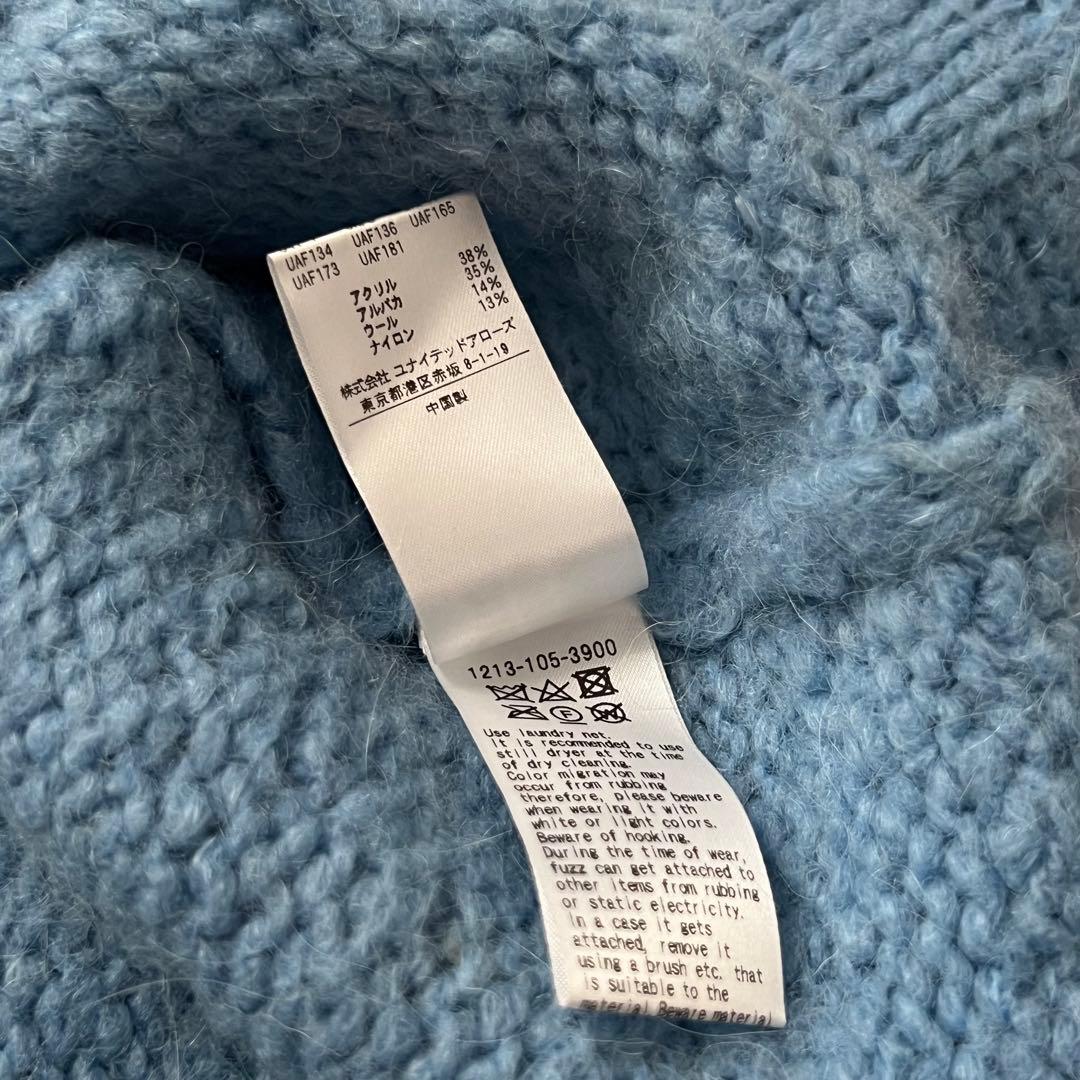 UAF134 UAF136 UAF165
UAF173 UAF181
アクリル 38%
アルパカ 35%
ウール 14%
ナイロン 13%
株式会社 ユナイテッドアローズ
東京都港区赤坂 8-1-19
中国製
1213-105-3900
F
W
Use laundry net.
It is recommended to use
still dryer at the time
of dry cleaning.
Color migration may
occur from rubbing
therefore, please beware
when wearing it with
white or light colors.
Beware of hooking.
During the time of wear,
fuzz can get attached to
other items from rubbing
or static electricity.
In a case it gets
attached, remove it
using a brush etc. that
is suitable to the
material Beware material